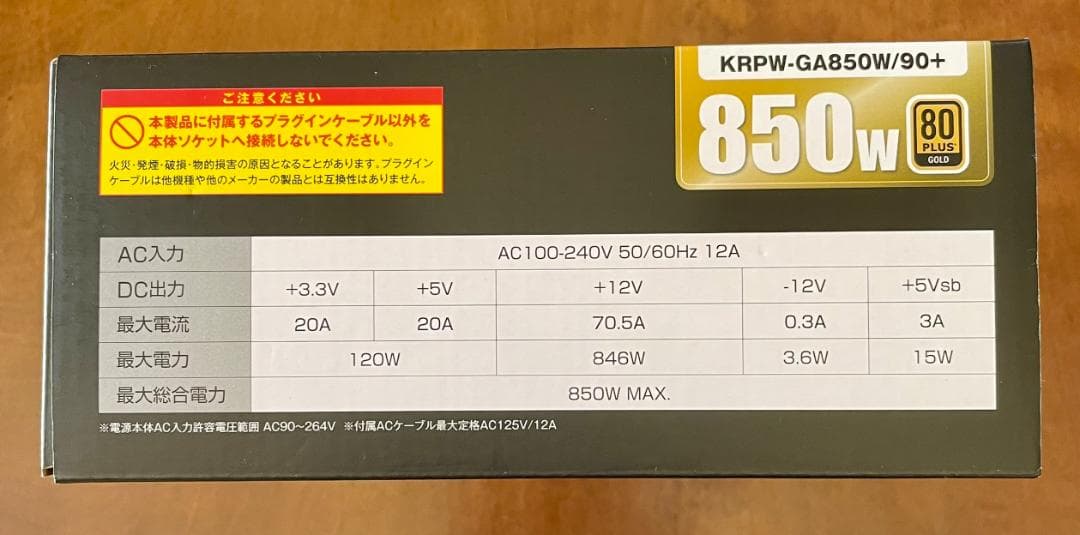 KRPW-GA850W/90+
850W
80
PLUS
GOLD
ご注意ください
本製品に付属するプラグインケーブル以外を
本体ソケットへ接続しないでください。
火災・発煙・破損・物的損害の原因となることがあります。プラグイン
ケーブルは他機種や他のメーカーの製品とは互換性はありません。
AC入力 AC100-240V 50/60Hz 12A
DC出力 +3.3V +5V +12V -12V +5Vsb
最大電流 20A 20A 70.5A 0.3A 3A
最大電力 120W 846W 3.6W 15W
最大総合電力 850W MAX.
※電源本体AC入力許容電圧範囲 AC90~264V ※付属ACケーブル最大定格AC125V/12A